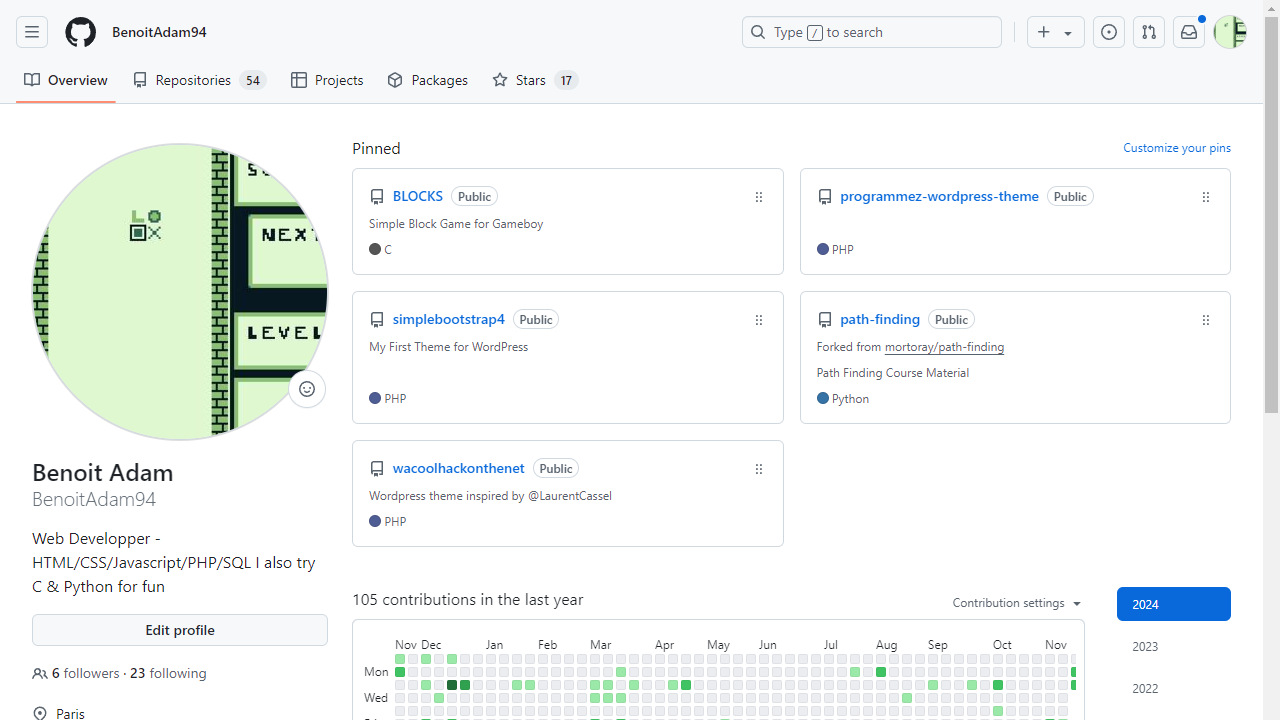 BenoitAdam94
Type / to search
Overview
Repositories 54
Projects
Packages
Stars 17
NEXT
LEVEL
Benoit Adam
BenoitAdam94
Web Developper -
HTML/CSS/Javascript/PHP/SQL I also try
C & Python for fun
Edit profile
6 followers · 23 following
Paris
Pinned
Customize your pins
BLOCKS Public
Simple Block Game for Gameboy
C
programmez-wordpress-theme Public
PHP
simplebootstrap4 Public
My First Theme for WordPress
PHP
path-finding Public
Forked from mortoray/path-finding
Path Finding Course Material
Python
wacoolhackonthenet Public
Wordpress theme inspired by @LaurentCassel
PHP
105 contributions in the last year
Contribution settings
2024
2023
2022
Nov Dec Jan Feb Mar Apr May Jun Jul Aug Sep Oct Nov
Mon
Wed